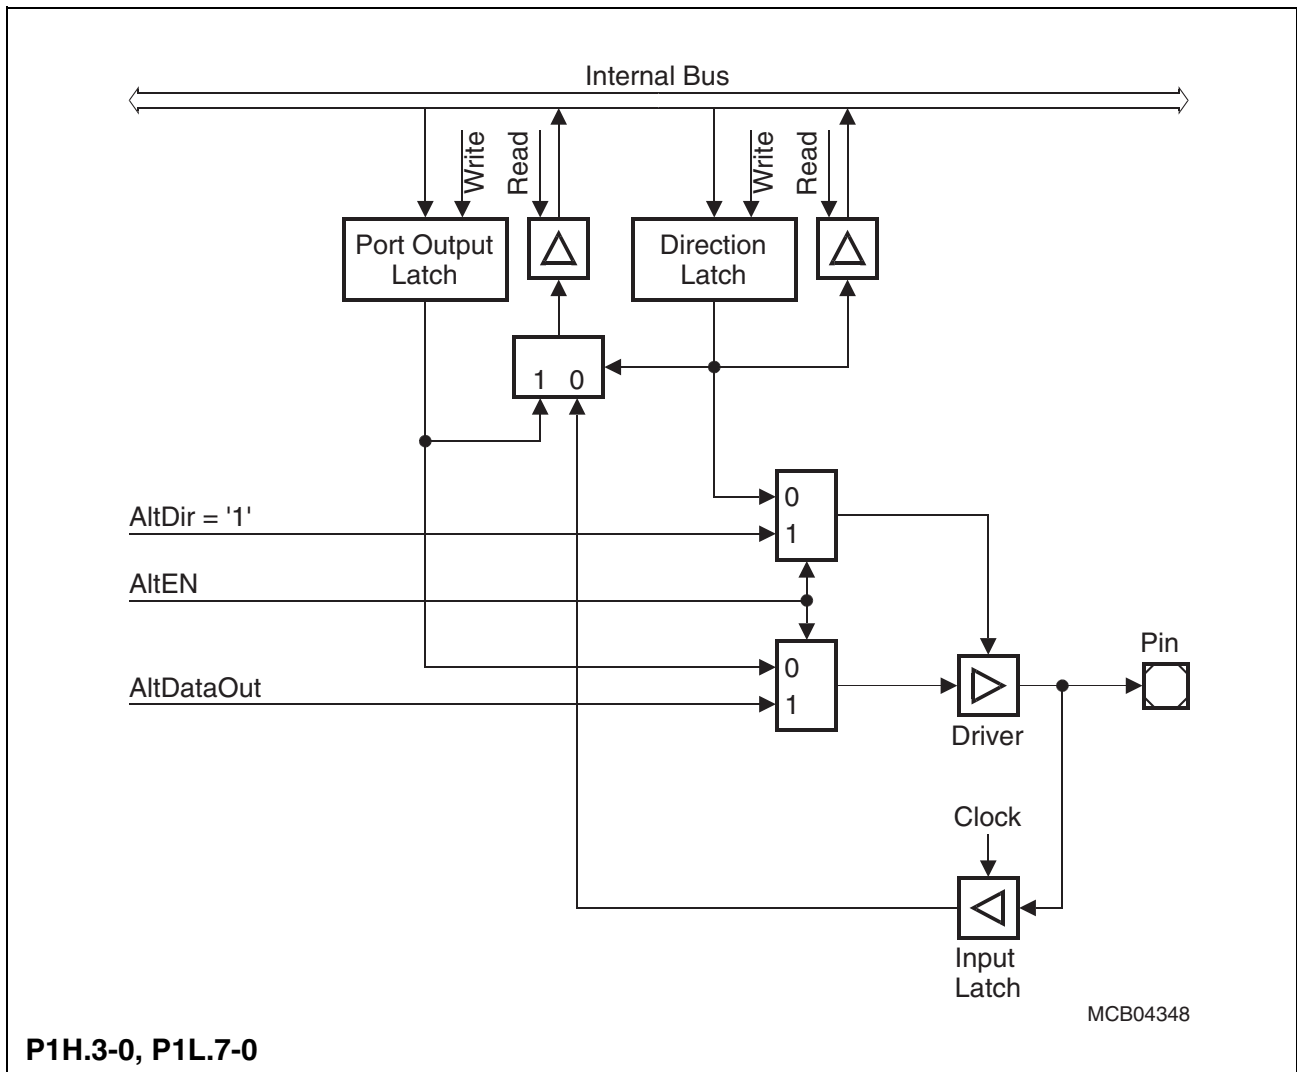 Internal Bus
Write
Read
Write
Read
Port Output
Latch
Direction
Latch
1 0
0
1
AltDir = '1'
AltEN
0
1
AltDataOut
Pin
Driver
Clock
Input
Latch
MCB04348
P1H.3-0, P1L.7-0